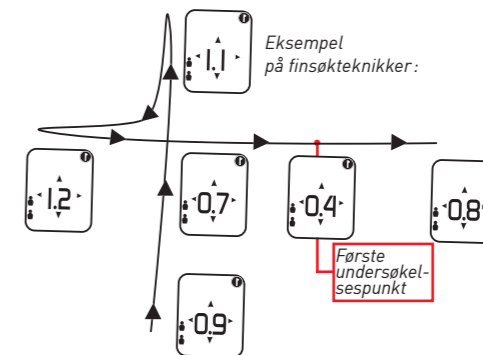 Eksempel
på finsøkteknikker:
1.1
1.2
0.7
0.4
0.8
0.9
Første
undersøkel-
sespunkt